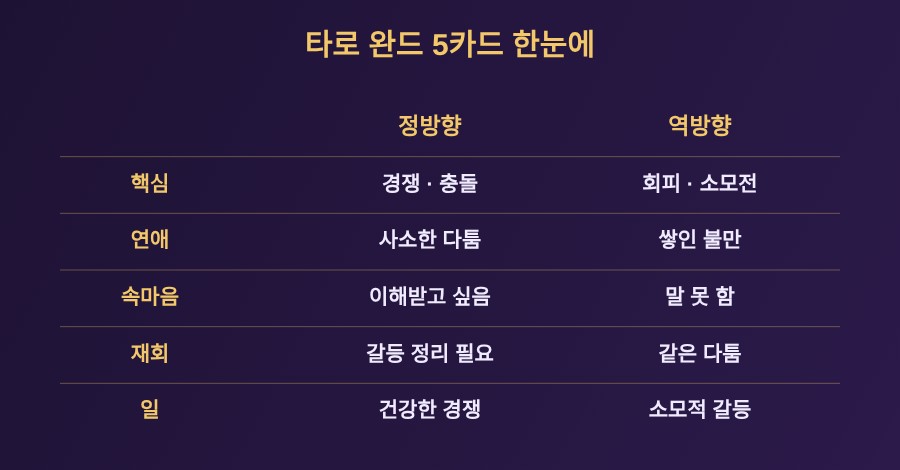 타로 완드 5카드 한눈에
정방향 역방향
핵심 경쟁 · 충돌 회피 · 소모전
연애 사소한 다툼 쌓인 불만
속마음 이해받고 싶음 말 못 함
재회 갈등 정리 필요 같은 다툼
일 건강한 경쟁 소모적 갈등